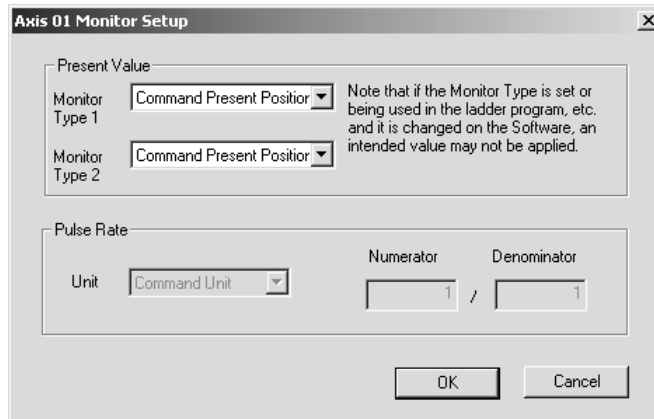 Axis 01 Monitor Setup
Present Value
Monitor
Type 1
Command Present Position
Note that if the Monitor Type is set or
being used in the ladder program, etc.
and it is changed on the Software, an
intended value may not be applied.
Monitor
Type 2
Command Present Position
Pulse Rate
Numerator
Denominator
Unit
Command Unit
1
/
1
OK
Cancel